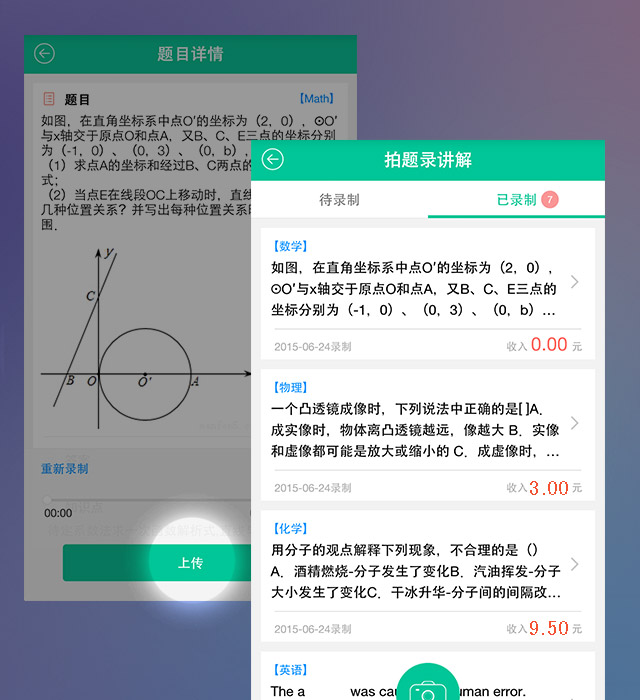 题目详情
题目
【Math】
如图，在直角坐标系中点O′的坐标为（2，0），⊙O′
与x轴交于原点O和点A，又B、C、E三点的坐标分别
为（-1，0）、（0，3）、（0，b），
（1）求点A的坐标和经过B、C两点的
式；
（2）当点E在线段OC上移动时，直线
几种位置关系？并写出每种位置关系
围．
y
C
B O O′ A
重新录制
00:00
上传
拍题录讲解
待录制
已录制 7
【数学】
如图，在直角坐标系中点O′的坐标为（2，0），
⊙O′与x轴交于原点O和点A，又B、C、E三点的
坐标分别为（-1，0）、（0，3）、（0，b）…
2015-06-24录制
收入 0.00 元
【物理】
一个凸透镜成像时，下列说法中正确的是[ ]A．
成实像时，物体离凸透镜越远，像越大 B．实像
和虚像都可能是放大或缩小的 C．成虚像时，…
2015-06-24录制
收入 3.00 元
【化学】
用分子的观点解释下列现象，不合理的是（）
A．酒精燃烧-分子发生了变化B．汽油挥发-分子
大小发生了变化C．干冰升华-分子间的间隔改…
2015-06-24录制
收入 9.50 元
【英语】
The a was error.